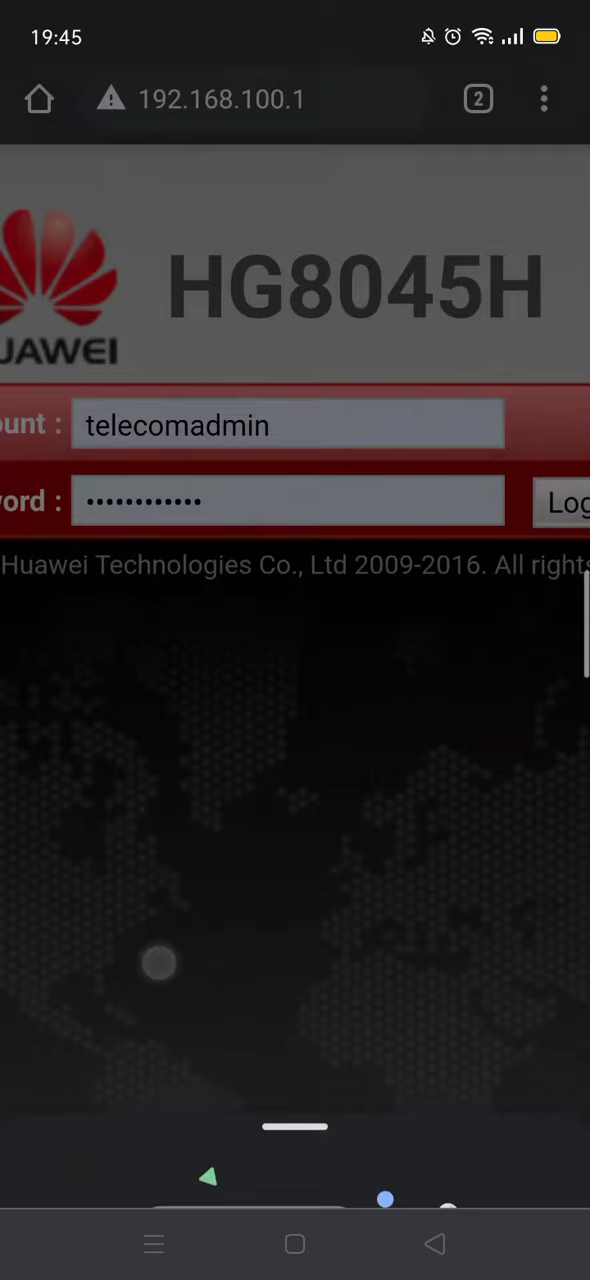 19:45
192.168.100.1
2
HG8045H
UAWEI
ount :
telecomadmin
ord :
••••••••••••
Log
Huawei Technologies Co., Ltd 2009-2016. All rights